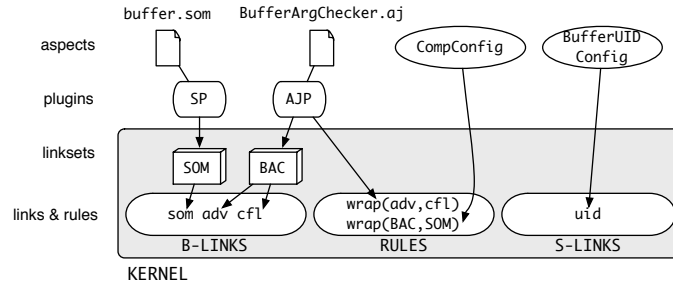 buffer.som
BufferArgChecker.aj
aspects
CompConfig
BufferUID
Config
plugins
SP
AJP
linksets
SOM
BAC
links & rules
som adv cfl
wrap(adv,cfl)
wrap(BAC,SOM)
uid
B-LINKS
RULES
S-LINKS
KERNEL